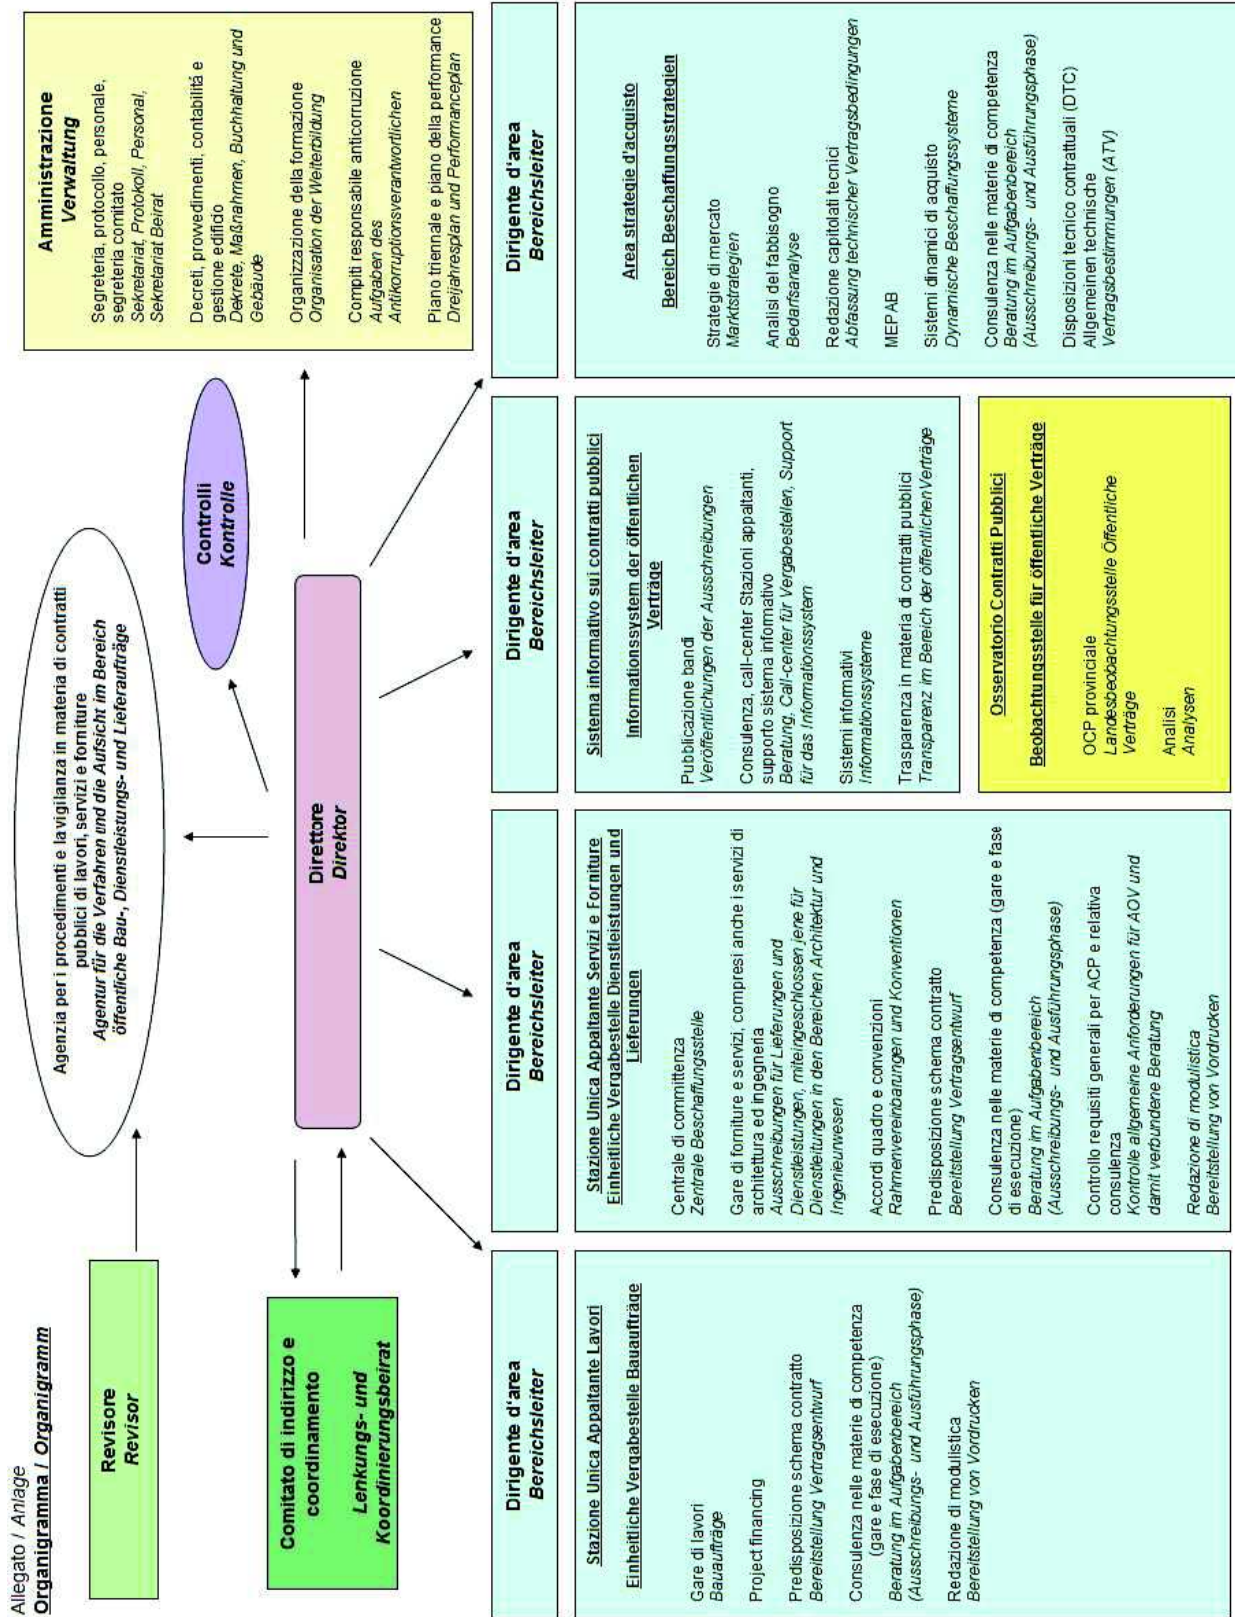 Allegato / Anlage
Organigramma / Organigramm
Revisore
Revisor
Agenzia per i procedimenti e la vigilanza in materia di contratti
pubblici di lavori, servizi e forniture
Agentur für die Verfahren und die Aufsicht im Bereich
öffentliche Bau-, Dienstleistungs- und Lieferaufträge
Controlli
Kontrolle
Amministrazione
Verwaltung
Segreteria, protocollo, personale,
segreteria comitato
Sekretariat, Protokoll, Personal,
Sekretariat Beirat
Decreti, provvedimenti, contabilità e
gestione edificio
Dekrete, Maßnahmen, Buchhaltung und
Gebäude
Organizzazione della formazione
Organisation der Weiterbildung
Compiti responsabile anticorruzione
Aufgaben des
Antikorruptionsverantwortlichen
Piano triennale e piano della performance
Dreijahresplan und Performanceplan
Comitato di indirizzo e
coordinamento
Lenkungs- und
Koordinierungsbeirat
Direttore
Direktor
Dirigente d'area
Bereichsleiter
Stazione Unica Appaltante Lavori
Einheitliche Vergabestelle Bauaufträge
Gare di lavori
Bauaufträge
Project financing
Predisposizione schema contratto
Bereitstellung Vertragsentwurf
Consulenza nelle materie di competenza
(gare e fase di esecuzione)
Beratung im Aufgabenbereich
(Ausschreibungs- und Ausführungsphase)
Redazione di modulistica
Bereitstellung von Vordrucken
Dirigente d'area
Bereichsleiter
Stazione Unica Appaltante Servizi e Forniture
Einheitliche Vergabestelle Dienstleistungen und
Lieferungen
Centrale di committenza
Zentrale Beschaffungsstelle
Gare di forniture e servizi, compresi anche i servizi di
architettura ed ingegneria
Ausschreibungen für Lieferungen und
Dienstleistungen, miteingeschlossen jene für
Dienstleitungen in den Bereichen Architektur und
Ingenieurwesen
Accordi quadro e convenzioni
Rahmenvereinbarungen und Konventionen
Predisposizione schema contratto
Bereitstellung Vertragsentwurf
Consulenza nelle materie di competenza (gare e fase
di esecuzione)
Beratung im Aufgabenbereich
(Ausschreibungs- und Ausführungsphase)
Controllo requisiti generali per ACP e relativa
consulenza
Kontrolle allgemeine Anforderungen für AOV und
damit verbundene Beratung
Redazione di modulistica
Bereitstellung von Vordrucken
Dirigente d'area
Bereichsleiter
Sistema informativo sui contratti pubblici
Informationssystem der öffentlichen
Verträge
Pubblicazione bandi
Veröffentlichungen der Ausschreibungen
Consulenza, call-center Stazioni appaltanti,
supporto sistema informativo
Beratung, Call-center für Vergabestellen, Support
für das Informationssystem
Sistemi informativi
Informationssysteme
Trasparenza in materia di contratti pubblici
Transparenz im Bereich der öffentlichenVerträge
Osservatorio Contratti Pubblici
Beobachtungsstelle für öffentliche Verträge
OCP provinciale
Landesbeobachtungsstelle Öffentliche
Verträge
Analisi
Analysen
Dirigente d'area
Bereichsleiter
Area strategie d'acquisto
Bereich Beschaffungsstrategien
Strategie di mercato
Marktstrategien
Analisi del fabbisogno
Bedarfsanalyse
Redazione capitolati tecnici
Abfassung technischer Vertragsbedingungen
MEPAB
Sistemi dinamici di acquisto
Dynamische Beschaffungssysteme
Consulenza nelle materie di competenza
Beratung im Aufgabenbereich
(Ausschreibungs- und Ausführungsphase)
Disposizioni tecnico contrattuali (DTC)
Allgemeinen technische
Vertragsbestimmungen (ATV)